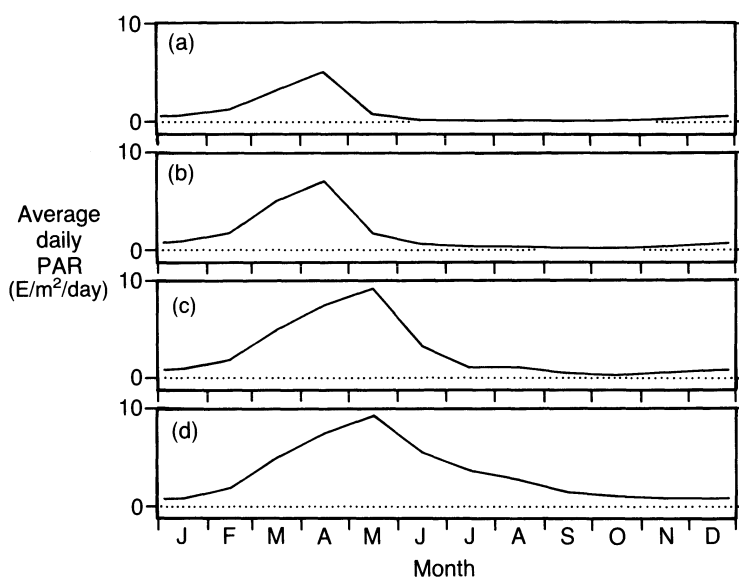 10
(a)
0
10
(b)
0
Average
daily
PAR
(E/m²/day)
10
(c)
0
10
(d)
0
J F M A M J J A S O N D
Month